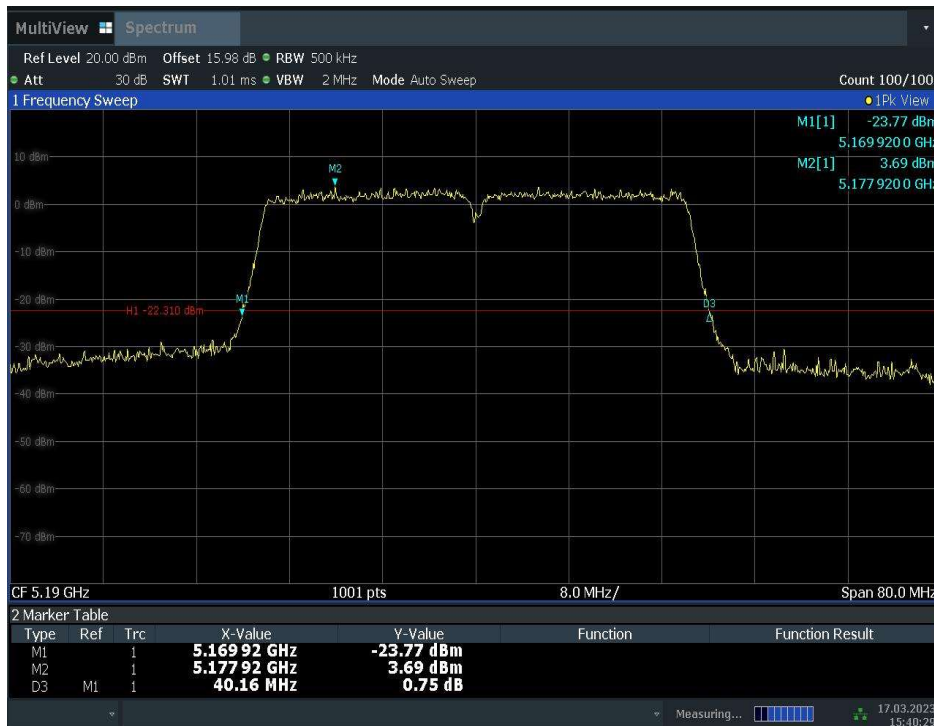 MultiView Spectrum
Ref Level 20.00 dBm Offset 15.98 dB RBW 500 kHz
Att 30 dB SWT 1.01 ms VBW 2 MHz Mode Auto Sweep Count 100/100
1 Frequency Sweep 1Pk View
M1[1] -23.77 dBm
5.1699200 GHz
10 dBm
M2
M2[1] 3.69 dBm
5.1779200 GHz
0 dBm
-10 dBm
-20 dBm
M1
D3
H1 -22.310 dBm
-30 dBm
-40 dBm
-50 dBm
-60 dBm
-70 dBm
CF 5.19 GHz 1001 pts 8.0 MHz/ Span 80.0 MHz
2 Marker Table
Type Ref Trc X-Value Y-Value Function Function Result
M1 1 5.169 92 GHz -23.77 dBm
M2 1 5.177 92 GHz 3.69 dBm
D3 M1 1 40.16 MHz 0.75 dB
Measuring... 17.03.2023
15:40:29